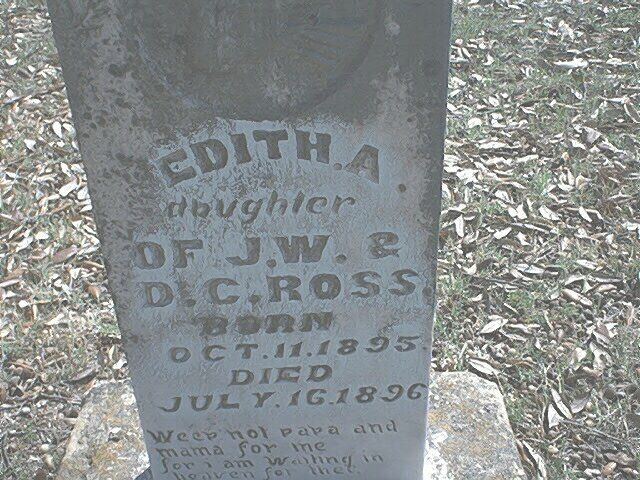 EDITH. A.
daughter
OF J.W. &
D.C. ROSS.
BORN
OCT. 11. 1895.
DIED
JULY. 16. 1896.
Weep not papa and
mama for me
for i am waiting in
heaven for thee.